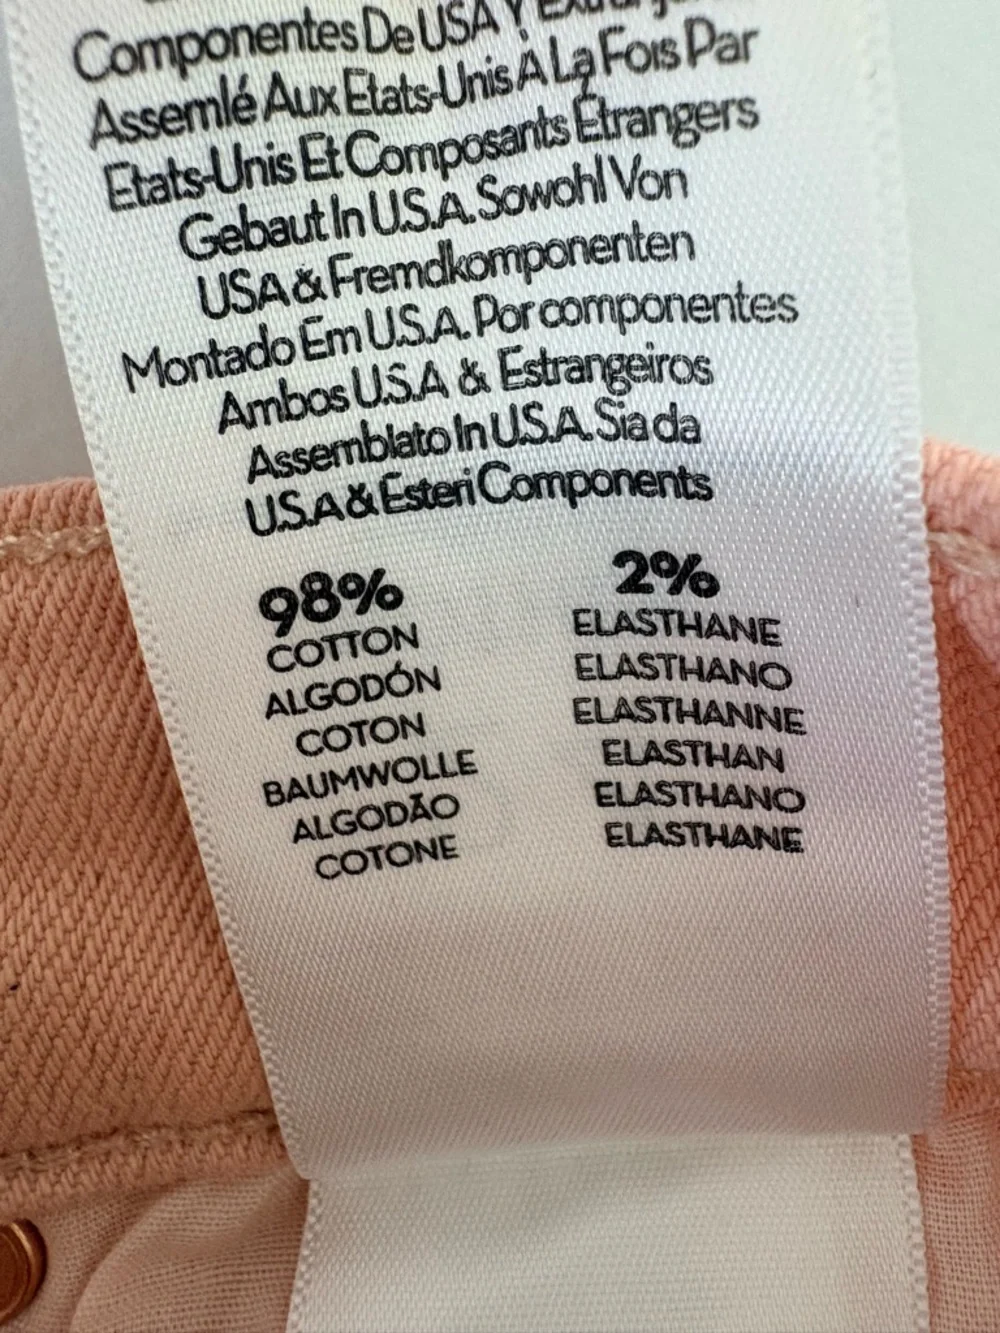 Componentes De USA Y
Assemlé Aux Etats-Unis À La Fois Par
Etats-Unis Et Composants Étrangers
Gebaut In U.S.A. Sowohl Von
USA & Fremdkomponenten
Montado Em U.S.A. Por componentes
Ambos U.S.A & Estrangeiros
Assemblato In U.S.A. Sia da
U.S.A & Esteri Components
98%
COTTON
ALGODÓN
COTON
BAUMWOLLE
ALGODÃO
COTONE
2%
ELASTHANE
ELASTHANO
ELASTHANNE
ELASTHAN
ELASTHANO
ELASTHANE